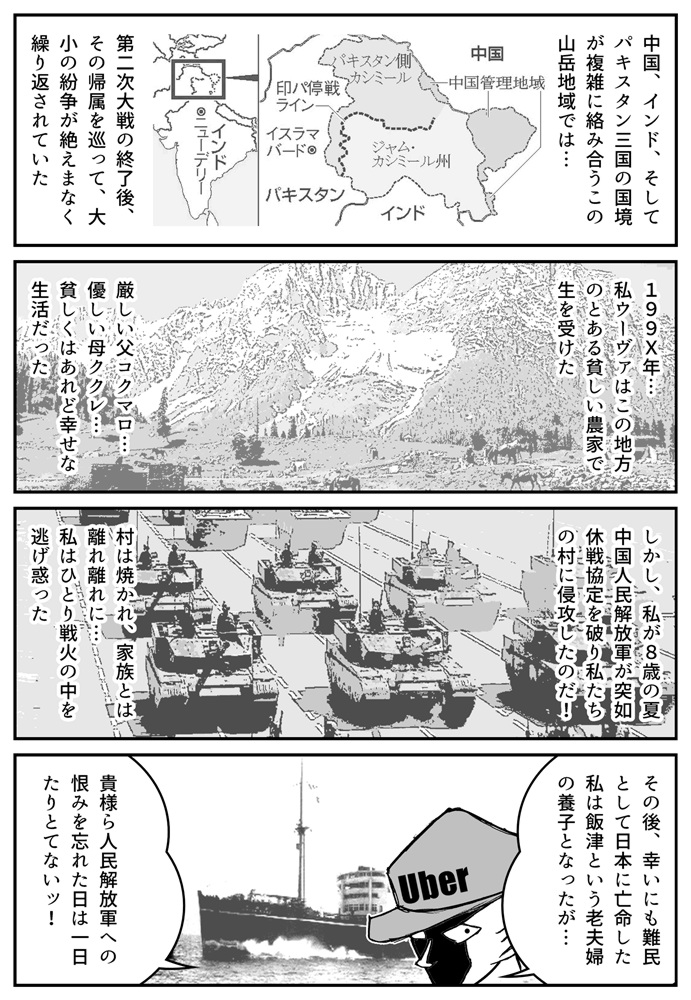 中国、インド、そして
パキスタン三国の国境
が複雑に絡み合うこの
山岳地域では…
中国
パキスタン側
カシミール
中国管理地域
印パ停戦
ライン
イスラマ
バード
ジャム・
カシミール州
パキスタン
インド
インド
ニューデリー
第二次大戦の終了後、
その帰属を巡って、大
小の紛争が絶えまなく
繰り返されていた
１９９Ｘ年…
私ウーヴァはこの地方
のとある貧しい農家で
生を受けた
厳しい父コクマロ…
優しい母ククレ…
貧しくはあれど幸せな
生活だった
しかし、私が８歳の夏
中国人民解放軍が突如
休戦協定を破り私たち
の村に侵攻したのだ！
村は焼かれ、家族とは
離れ離れに…
私はひとり戦火の中を
逃げ惑った
その後、幸いにも難民
として日本に亡命した
私は飯津という老夫婦
の養子となったが…
Uber
貴様ら人民解放軍への
恨みを忘れた日は一日
たりとてないッ！